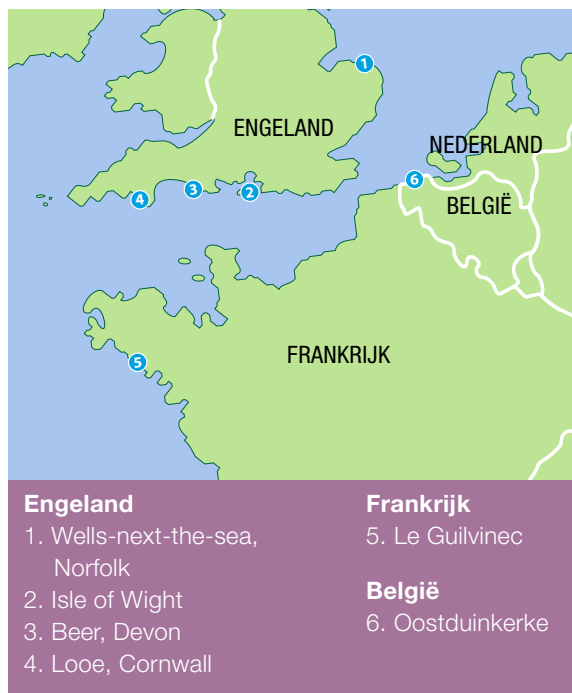 1
ENGELAND
NEDERLAND
6
BELGIË
3
2
4
FRANKRIJK
5
Engeland
1. Wells-next-the-sea,
Norfolk
2. Isle of Wight
3. Beer, Devon
4. Looe, Cornwall
Frankrijk
5. Le Guilvinec
België
6. Oostduinkerke